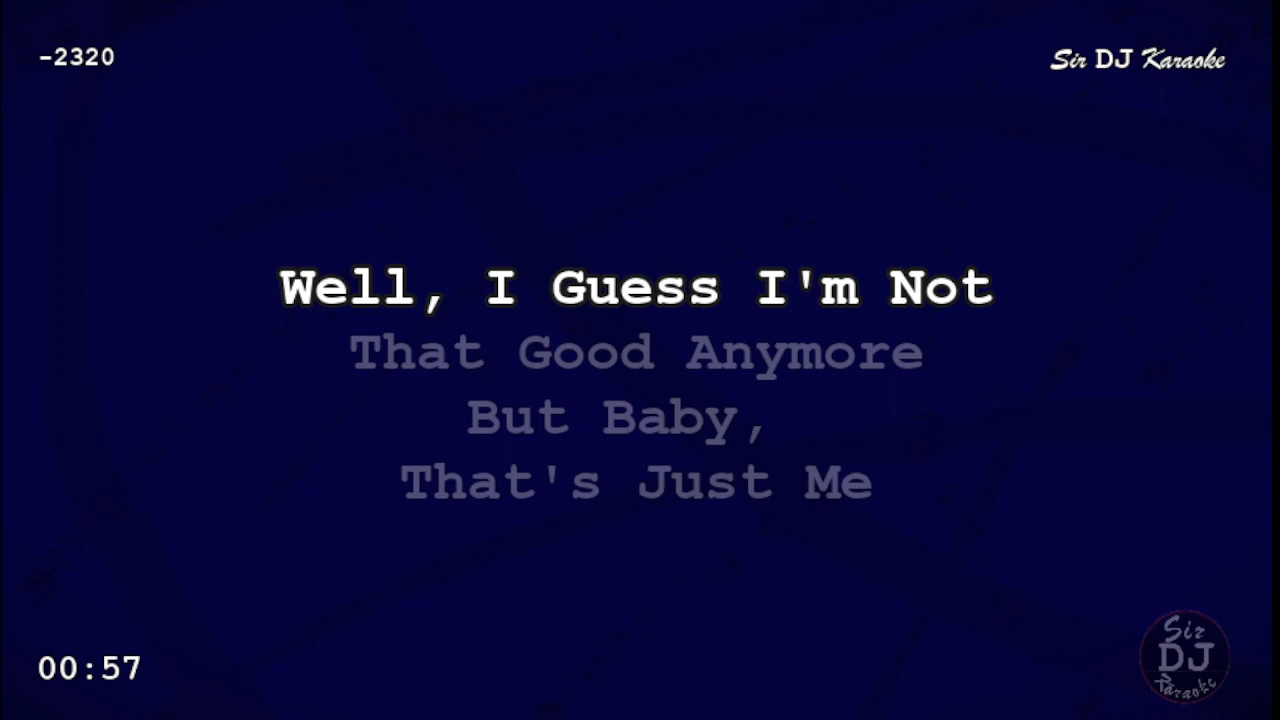 -2320
Sir DJ Karaoke
Well, I Guess I'm Not
That Good Anymore
But Baby,
That's Just Me
00:57
Sir
DJ
Karaoke